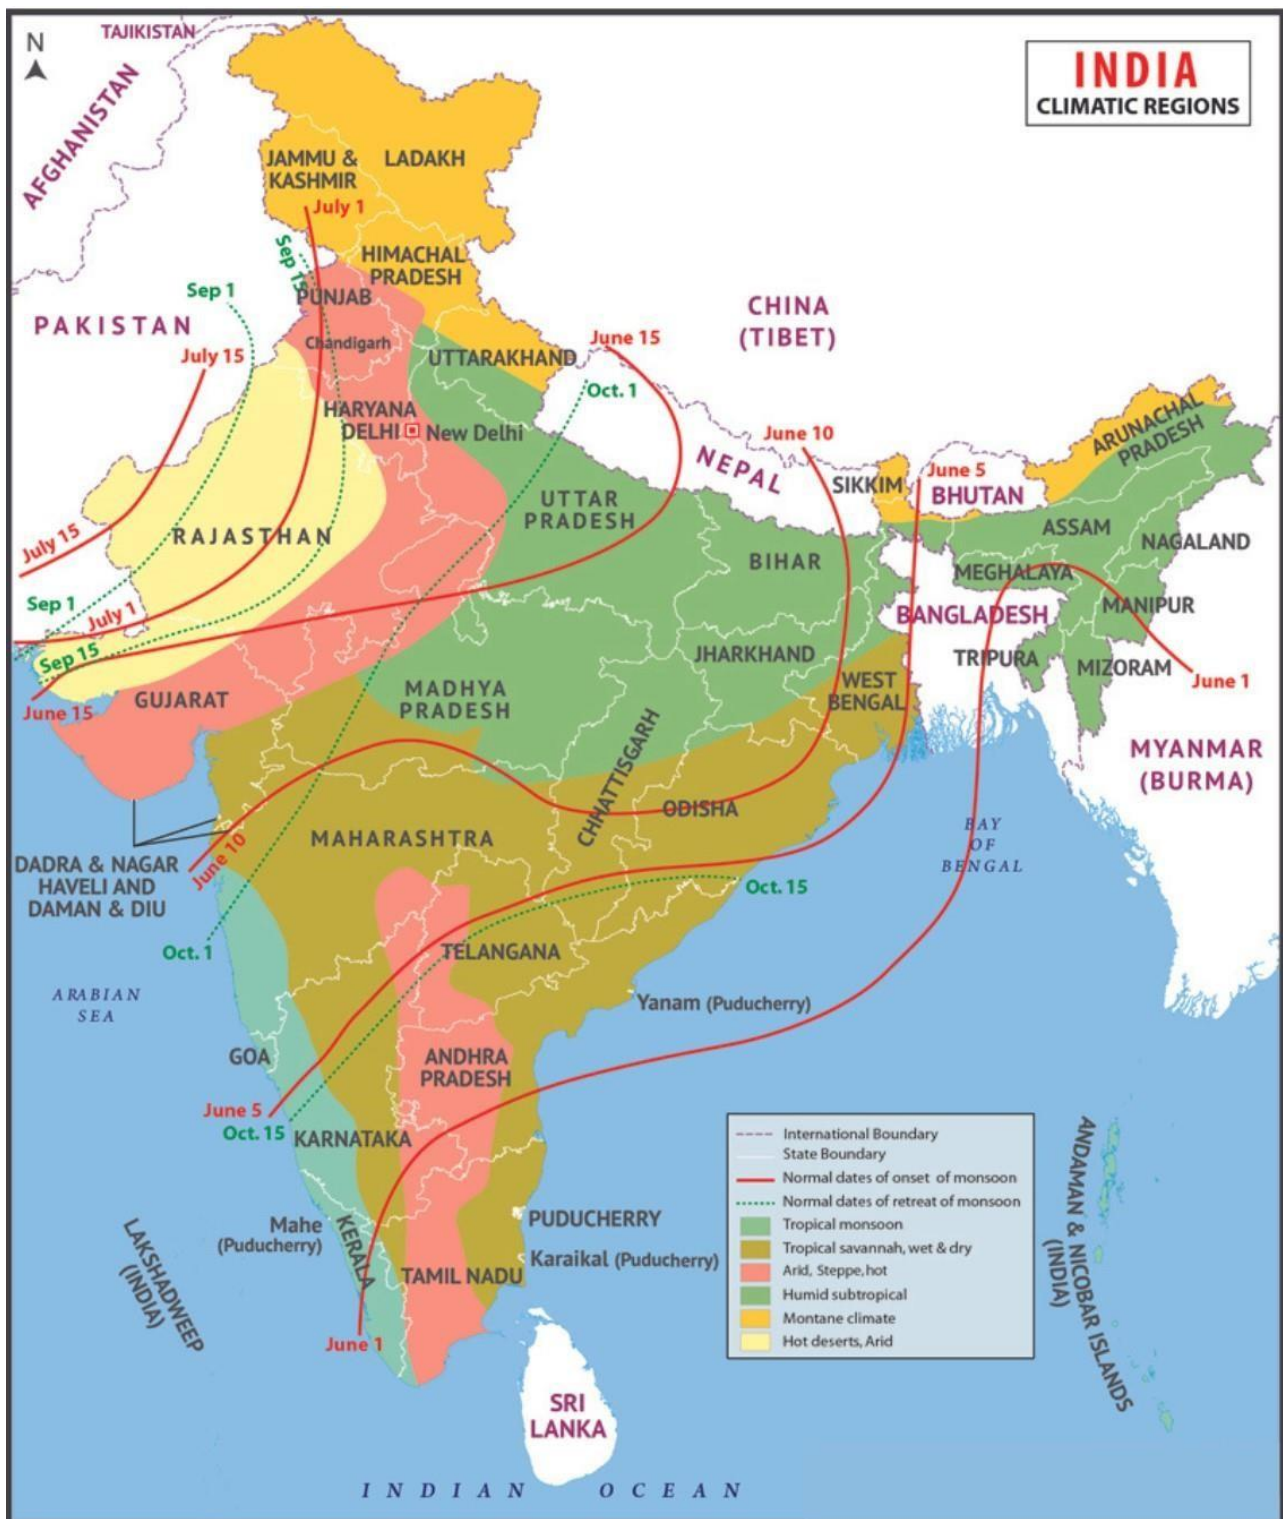 TAJIKISTAN
N
INDIA
CLIMATIC REGIONS
AFGHANISTAN
JAMMU &
KASHMIR
LADAKH
July 1
Sep 15
HIMACHAL
PRADESH
PUNJAB
Sep 1
PAKISTAN
CHINA
(TIBET)
July 15
Chandigarh
UTTARAKHAND
June 15
Oct. 1
HARYANA
DELHI
New Delhi
June 10
NEPAL
SIKKIM
June 5
BHUTAN
ARUNACHAL
PRADESH
UTTAR
PRADESH
RAJASTHAN
July 15
ASSAM
NAGALAND
BIHAR
MEGHALAYA
Sep 1
July 1
BANGLADESH
MANIPUR
Sep 15
JHARKHAND
TRIPURA
MIZORAM
June 1
GUJARAT
June 15
MADHYA
PRADESH
WEST
BENGAL
CHHATTISGARH
MYANMAR
(BURMA)
ODISHA
MAHARASHTRA
BAY
OF
BENGAL
June 10
DADRA & NAGAR
HAVELI AND
DAMAN & DIU
Oct. 15
Oct. 1
TELANGANA
ARABIAN
SEA
Yanam (Puducherry)
GOA
ANDHRA
PRADESH
June 5
Oct. 15
KARNATAKA
International Boundary
State Boundary
Normal dates of onset of monsoon
Normal dates of retreat of monsoon
Tropical monsoon
Tropical savannah, wet & dry
Arid, Steppe, hot
Humid subtropical
Montane climate
Hot deserts, Arid
ANDAMAN & NICOBAR ISLANDS
(INDIA)
LAKSHADWEEP
(INDIA)
Mahe
(Puducherry)
KERALA
PUDUCHERRY
Karaikal (Puducherry)
TAMIL NADU
June 1
SRI
LANKA
INDIAN OCEAN